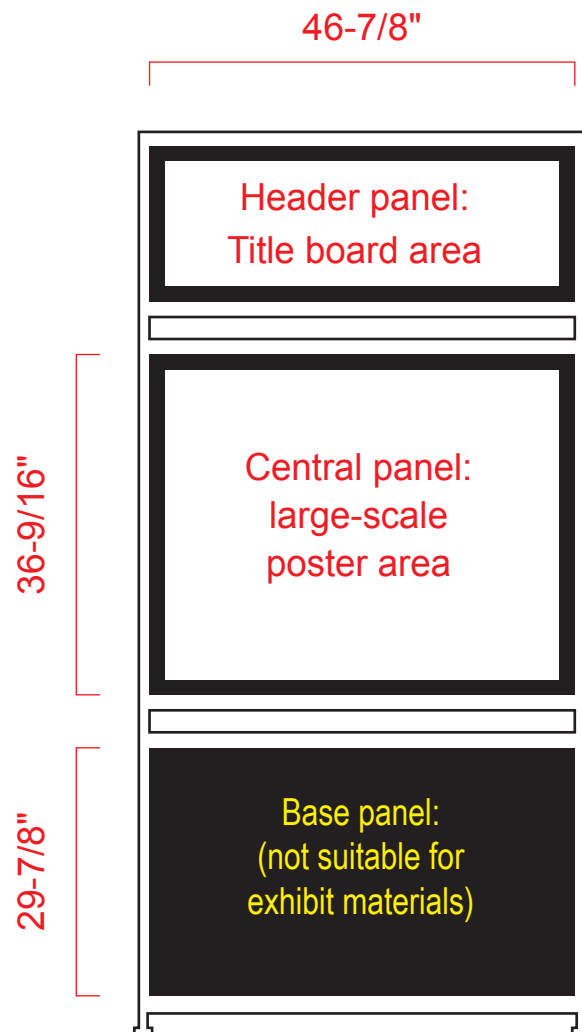 46-7/8"
Header panel:
Title board area
36-9/16"
Central panel:
large-scale
poster area
29-7/8"
Base panel:
(not suitable for
exhibit materials)